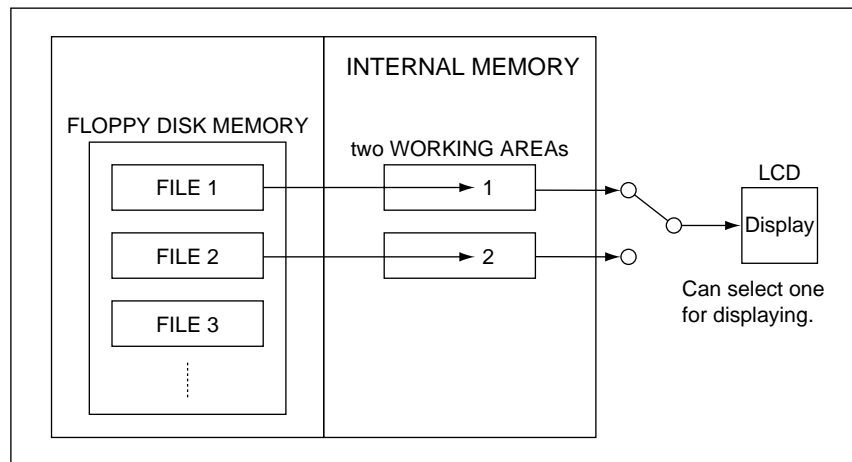 INTERNAL MEMORY
FLOPPY DISK MEMORY
two WORKING AREAs
FILE 1
1
LCD
Display
FILE 2
2
Can select one
for displaying.
FILE 3